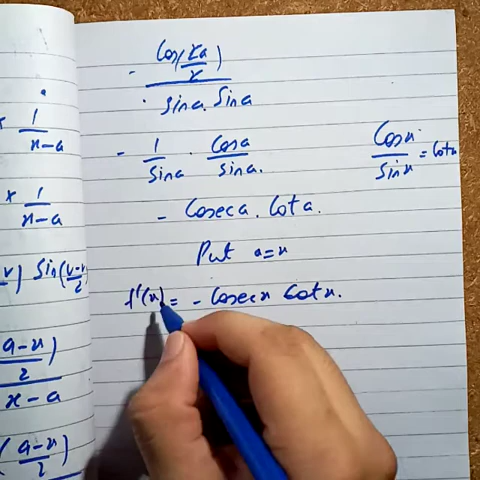 - Cos(2a/2) / Sina. Sina
- 1/Sina . Cosa/Sina.
Cosx/Sinx = Cotx
- Coseca . Cota.
Put a=x
f'(x) = - Cosecx Cotx.
x 1/x-a
x 1/x-a
Sin(
a-x/2)
x-a
(a-x/2)